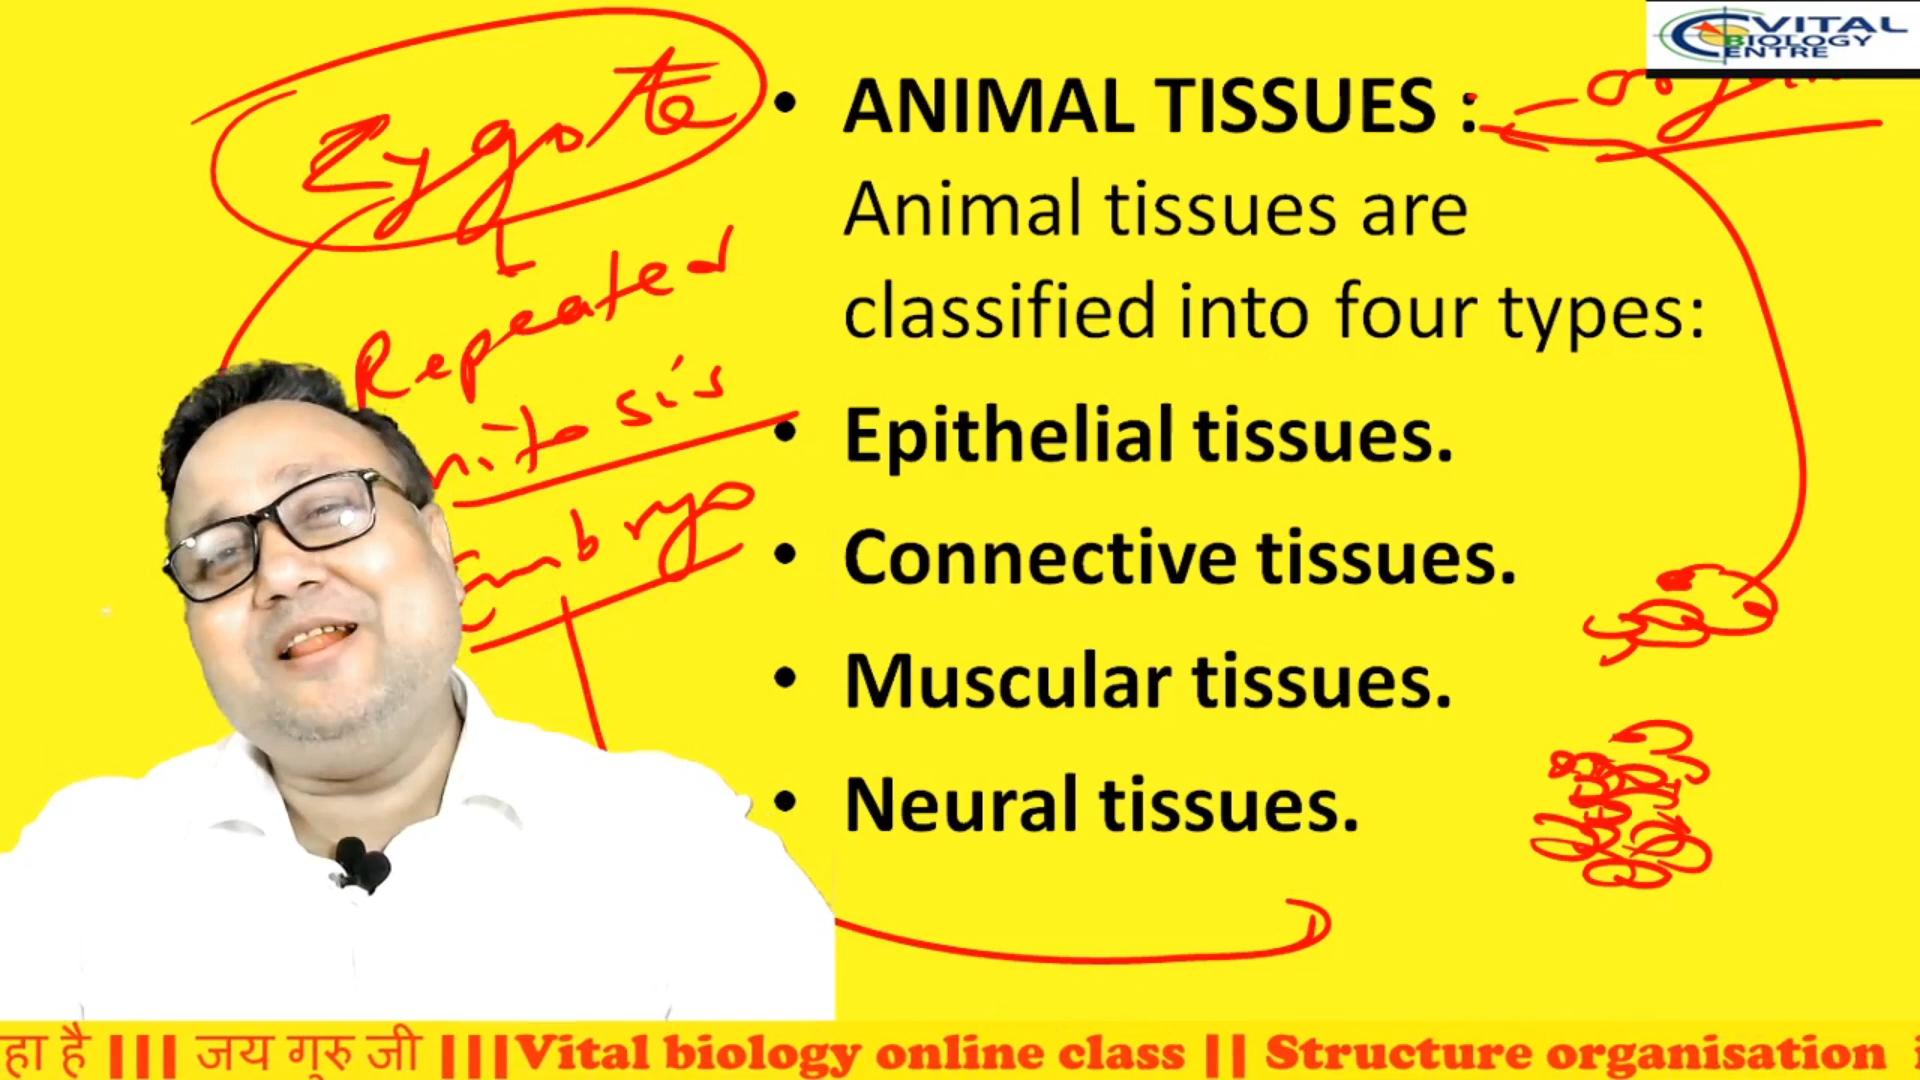 VITAL
BIOLOGY
ENTRE
Zygote
Repeated
mitosis
Embryo
• ANIMAL TISSUES :
Animal tissues are
classified into four types:
• Epithelial tissues.
• Connective tissues.
• Muscular tissues.
• Neural tissues.
हा है ||| जय गुरु जी |||Vital biology online class || Structure organisation